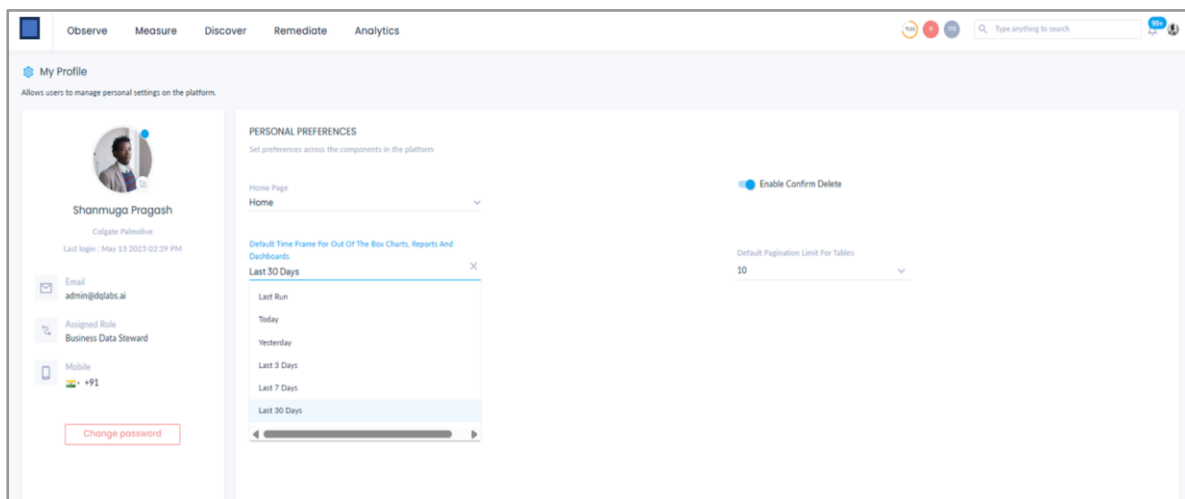 Observe Measure Discover Remediate Analytics
Type anything to search
99+
My Profile
Allows users to manage personal settings on the platform.
Shanmuga Pragash
Colgate Palmolive
Last login : May 13 2025 02:29 PM
Email
admin@dqlabs.ai
Assigned Role
Business Data Steward
Mobile
+91
Change password
PERSONAL PREFERENCES
Set preferences across the components in the platform
Home Page
Home
Enable Confirm Delete
Default Time Frame For Out Of The Box Charts, Reports And
Dashboards
Last 30 Days
Default Pagination Limit For Tables
10
Last Run
Today
Yesterday
Last 3 Days
Last 7 Days
Last 30 Days